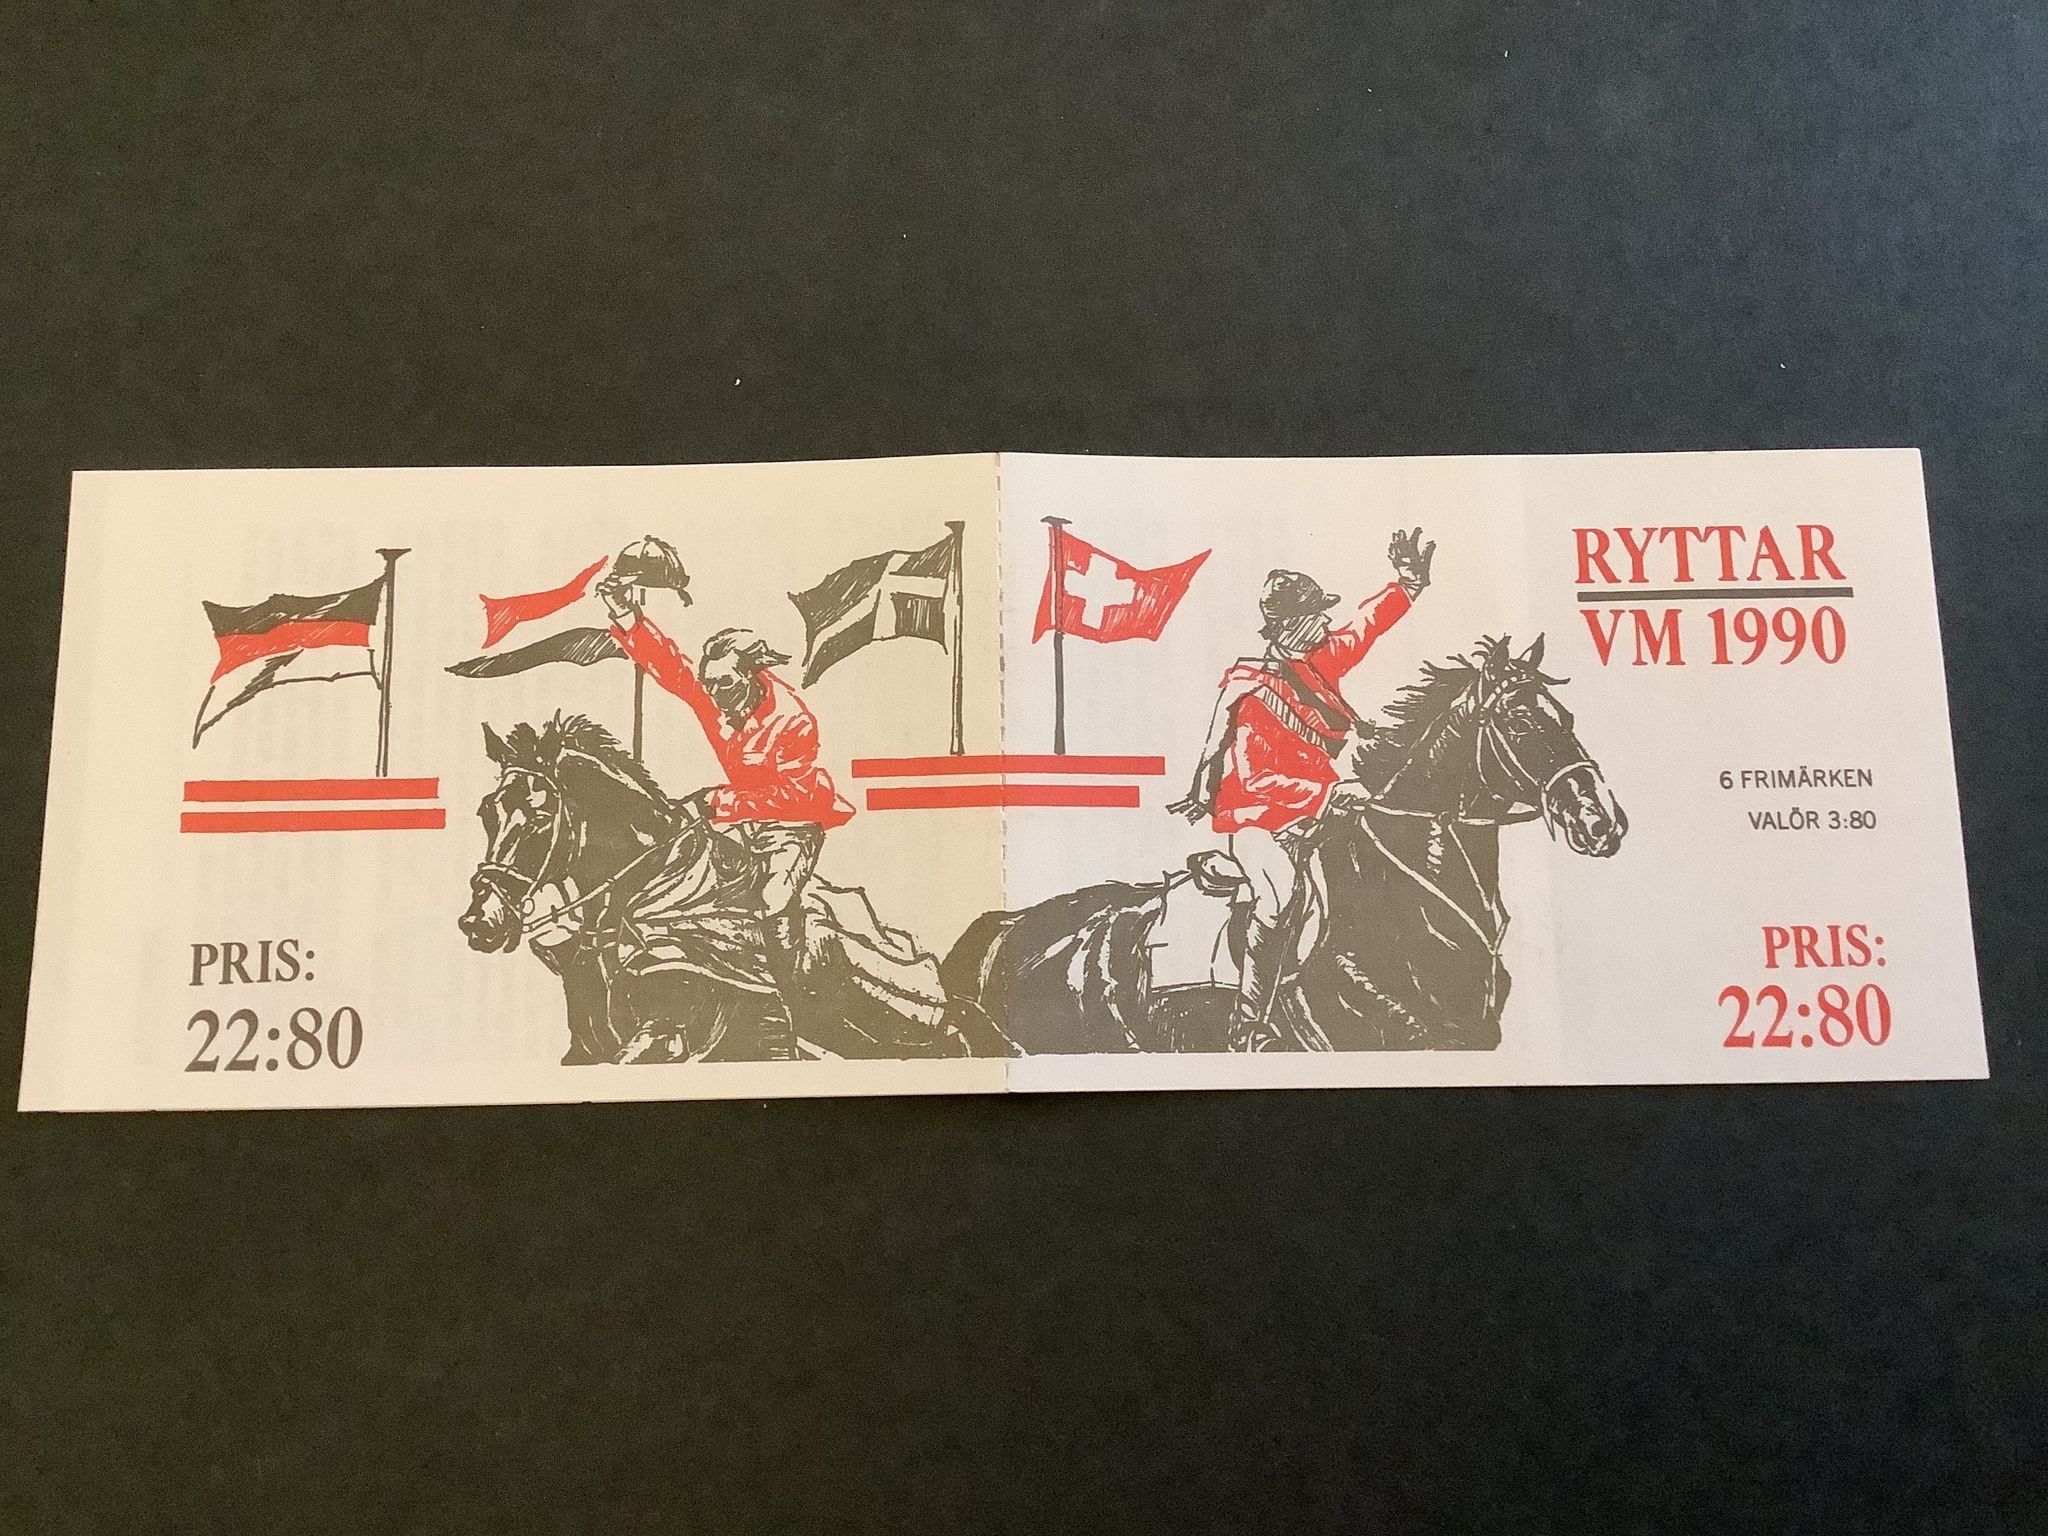 RYTTAR
VM 1990
6 FRIMÄRKEN
VALÖR 3:80
PRIS:
22:80
PRIS:
22:80